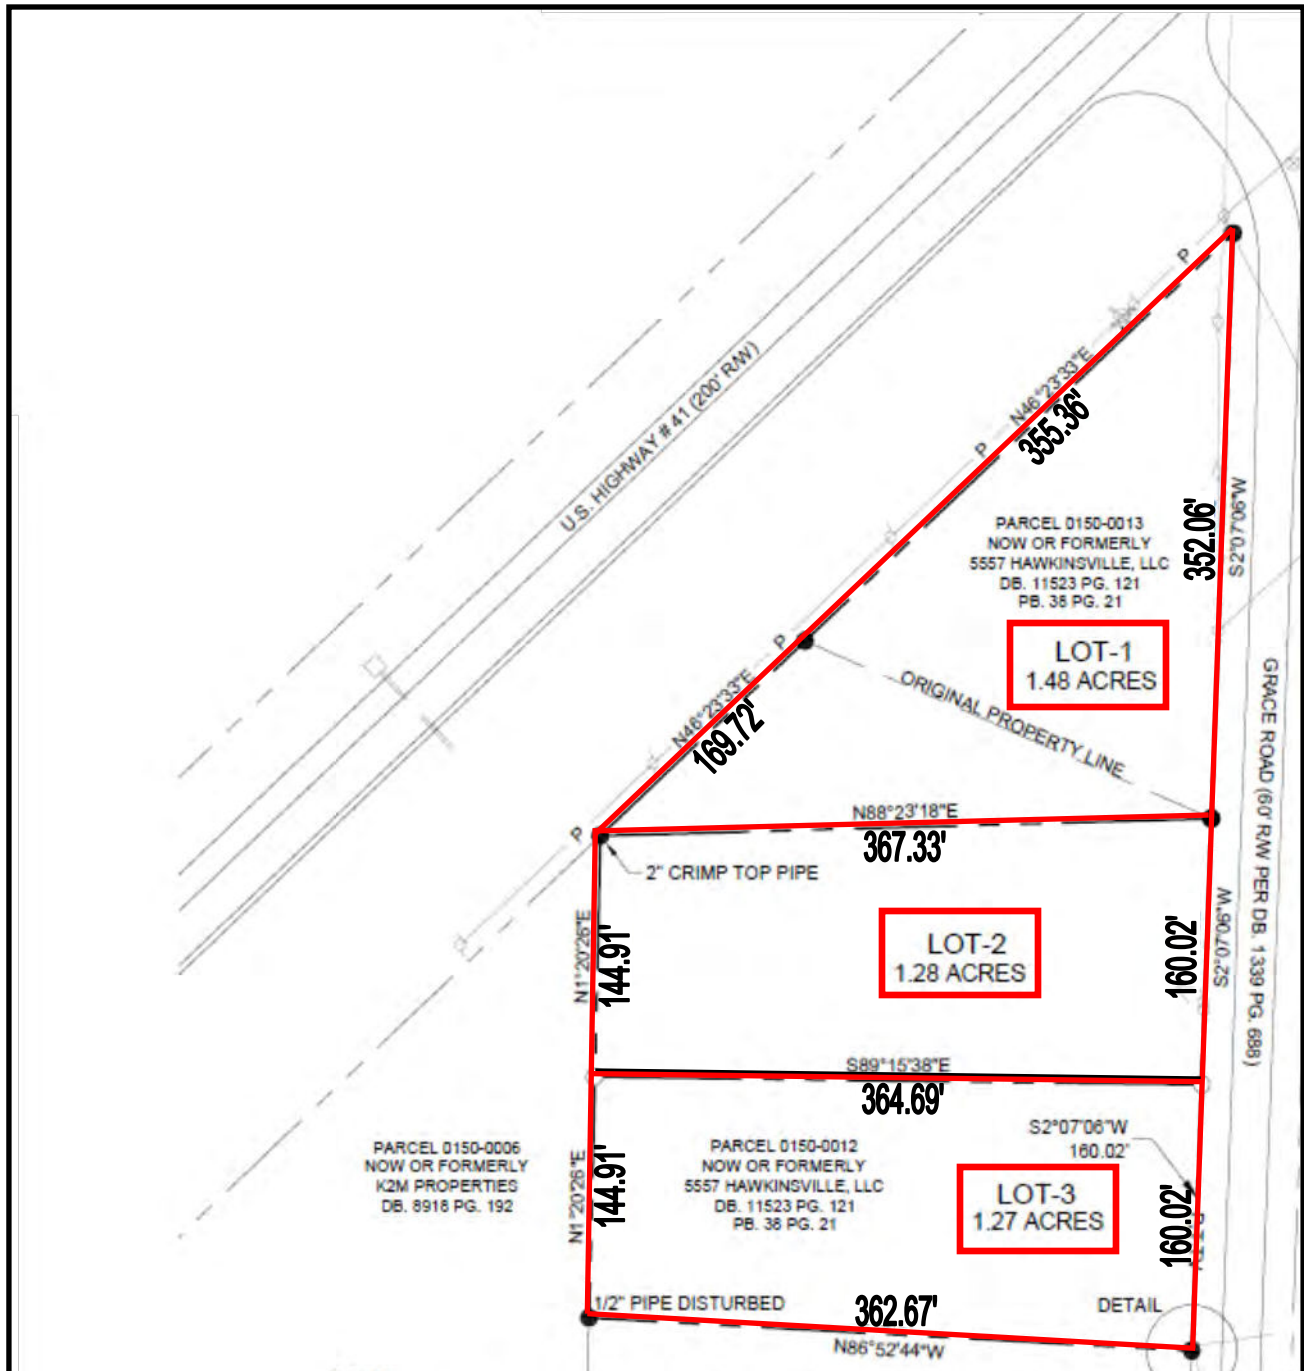 U.S. HIGHWAY #41 (200' R/W)
P
P
P
P
N46°23'33"E
355.36'
N46°23'33"E
169.72'
S2°07'06"W
352.06'
PARCEL 0150-0013
NOW OR FORMERLY
5557 HAWKINSVILLE, LLC
DB. 11523 PG. 121
PB. 38 PG. 21
LOT-1
1.48 ACRES
ORIGINAL PROPERTY LINE
GRACE ROAD (60' R/W PER DB. 1339 PG. 688)
N88°23'18"E
367.33'
2" CRIMP TOP PIPE
N1°20'26"E
144.91'
LOT-2
1.28 ACRES
160.02'
S2°07'06"W
S89°15'38"E
364.69'
S2°07'06"W
160.02'
PARCEL 0150-0006
NOW OR FORMERLY
K2M PROPERTIES
DB. 8918 PG. 192
N1°20'26"E
144.91'
PARCEL 0150-0012
NOW OR FORMERLY
5557 HAWKINSVILLE, LLC
DB. 11523 PG. 121
PB. 38 PG. 21
LOT-3
1.27 ACRES
160.02'
1/2" PIPE DISTURBED
362.67'
N86°52'44"W
DETAIL